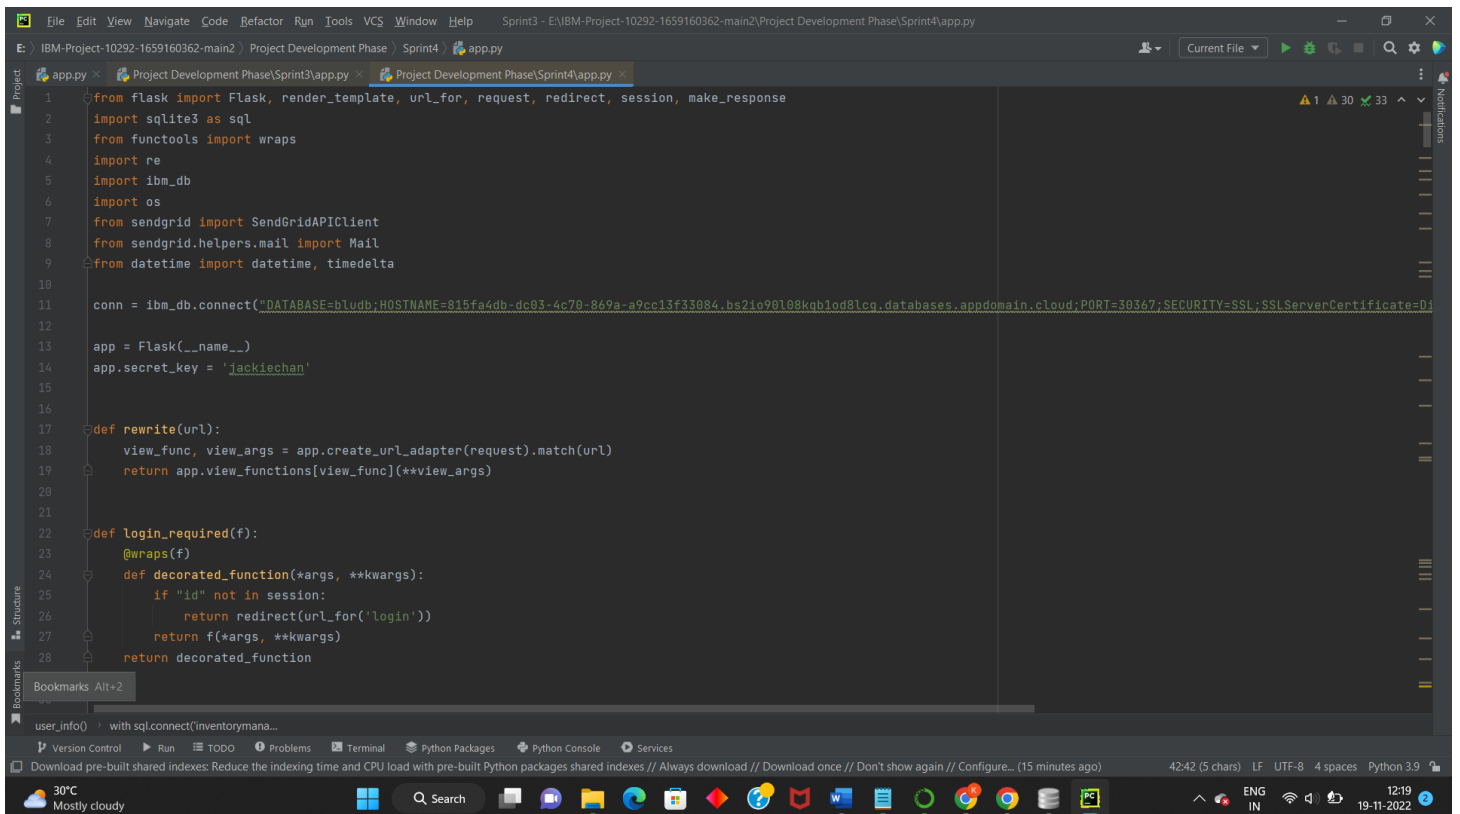 PC File Edit View Navigate Code Refactor Run Tools VCS Window Help Sprint3 - E:\IBM-Project-10292-1659160362-main2\Project Development Phase\Sprint4\app.py
E: IBM-Project-10292-1659160362-main2 Project Development Phase Sprint4 app.py Current File
Project app.py Project Development Phase\Sprint3\app.py Project Development Phase\Sprint4\app.py Notifications
1 from flask import Flask, render_template, url_for, request, redirect, session, make_response 1 30 33
2 import sqlite3 as sql
3 from functools import wraps
4 import re
5 import ibm_db
6 import os
7 from sendgrid import SendGridAPIClient
8 from sendgrid.helpers.mail import Mail
9 from datetime import datetime, timedelta
10
11 conn = ibm_db.connect("DATABASE=bludb;HOSTNAME=815fa4db-dc03-4c70-869a-a9cc13f33084.bs2io90l08kqb1od8lcg.databases.appdomain.cloud;PORT=30367;SECURITY=SSL;SSLServerCertificate=Di
12
13 app = Flask(__name__)
14 app.secret_key = 'jackiechan'
15
16
17 def rewrite(url):
18 view_func, view_args = app.create_url_adapter(request).match(url)
19 return app.view_functions[view_func](**view_args)
20
21
22 def login_required(f):
23 @wraps(f)
24 def decorated_function(*args, **kwargs):
25 if "id" not in session:
26 return redirect(url_for('login'))
27 return f(*args, **kwargs)
28 return decorated_function
Structure
Bookmarks
Bookmarks Alt+2
user_info() with sql.connect('inventorymana...
Version Control Run TODO Problems Terminal Python Packages Python Console Services
Download pre-built shared indexes: Reduce the indexing time and CPU load with pre-built Python packages shared indexes // Always download // Download once // Don't show again // Configure... (15 minutes ago) 42:42 (5 chars) LF UTF-8 4 spaces Python 3.9
30°C
Mostly cloudy
Search
ENG
IN
12:19
19-11-2022
2